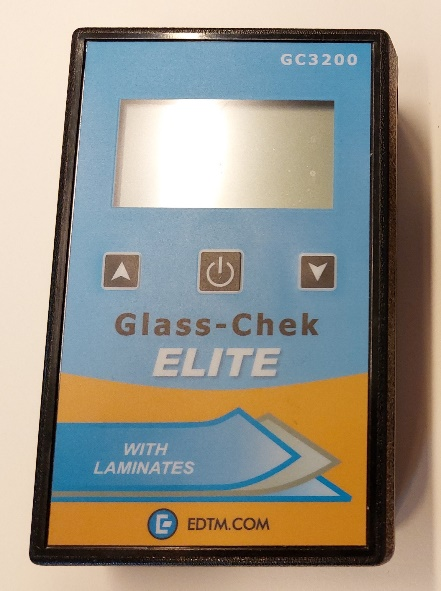 GC3200
Glass-Chek
ELITE
WITH
LAMINATES
EDTM.COM